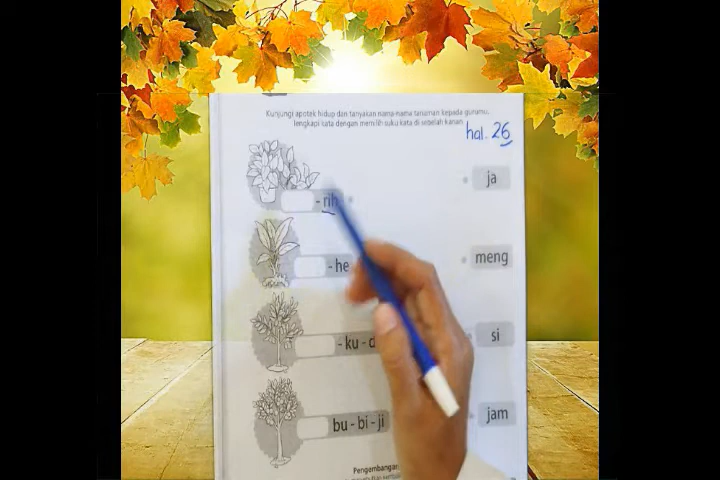 Kunjungi apotek hidup dan tanyakan nama-nama tanaman kepada gurumu,
lengkapi kata dengan memilih suku kata di sebelah kanan.
hal. 26
- rih
ja
- he
meng
- ku - d
si
bu - bi - ji
jam
Pengembangan